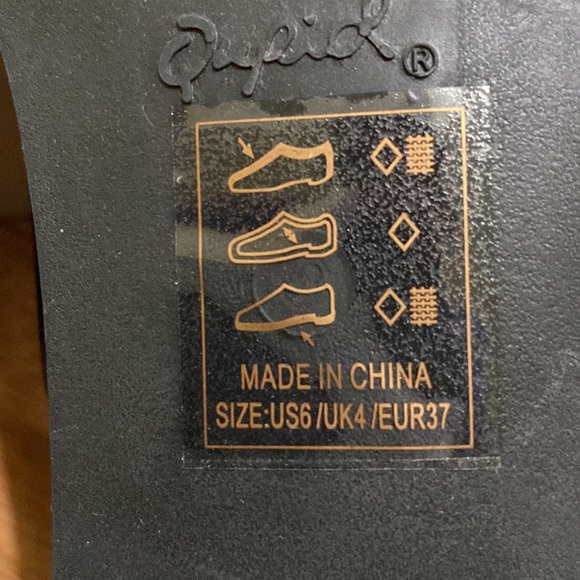 Qupid ®
MADE IN CHINA
SIZE:US6 /UK4 /EUR37